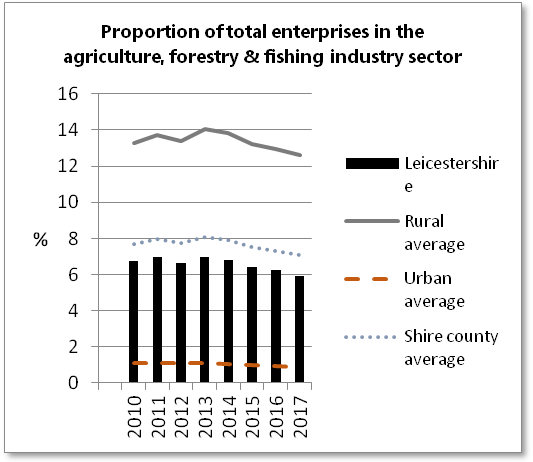 Proportion of total enterprises in the
agriculture, forestry & fishing industry sector
16
14
12
10
8
6
4
2
0
%
2010
2011
2012
2013
2014
2015
2016
2017
Leicestershir
e
Rural
average
Urban
average
Shire county
average